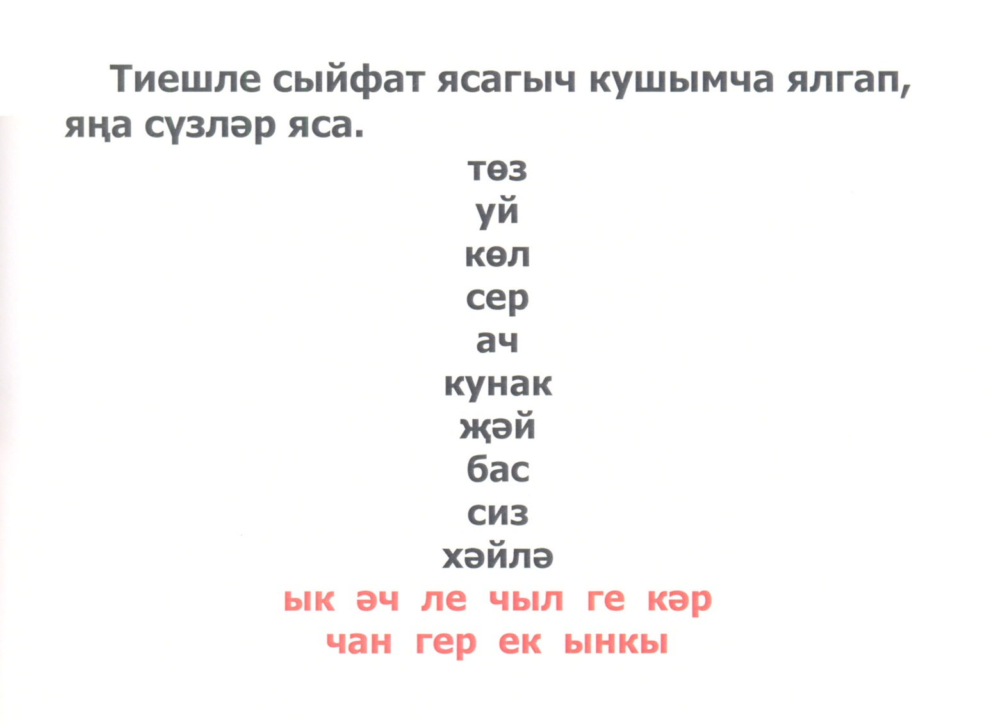 Тиешле сыйфат ясагыч кушымча ялгап,
яңа сүзләр яса.
төз
уй
көл
сер
ач
кунак
җәй
бас
сиз
хәйлә
ык әч ле чыл ге кәр
чан гер ек ынкы